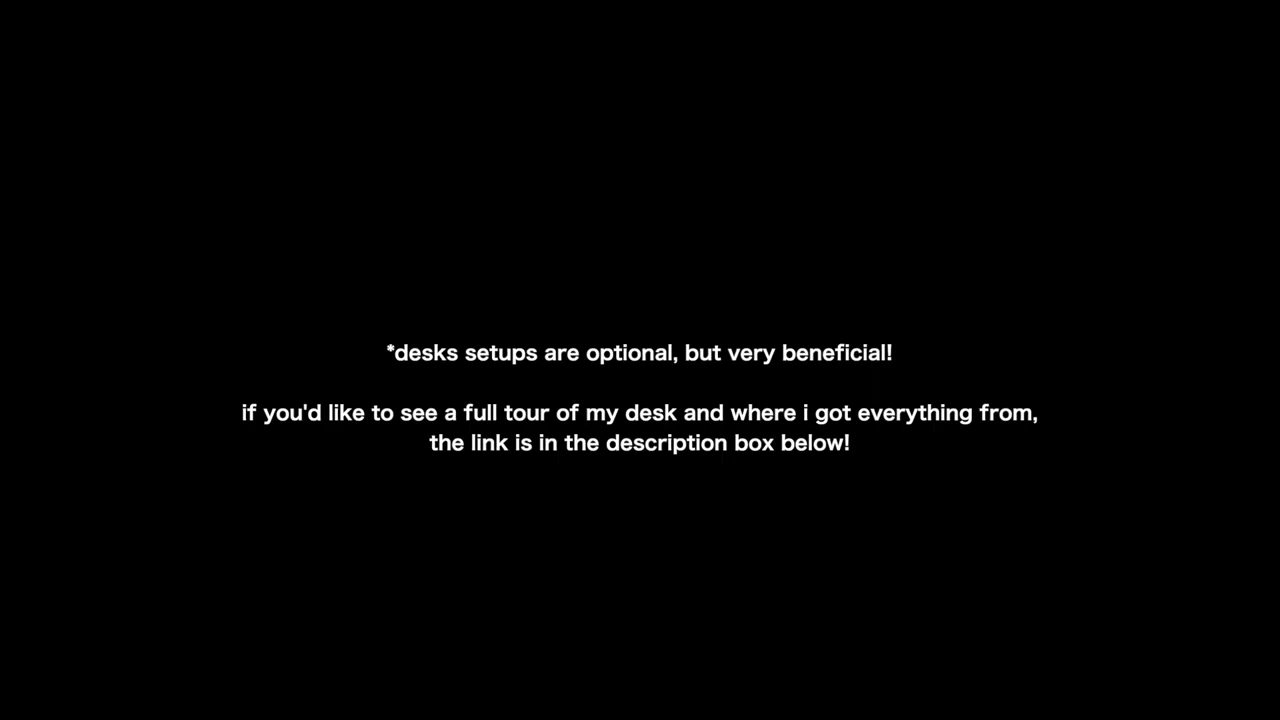 *desks setups are optional, but very beneficial!
if you'd like to see a full tour of my desk and where i got everything from,
the link is in the description box below!